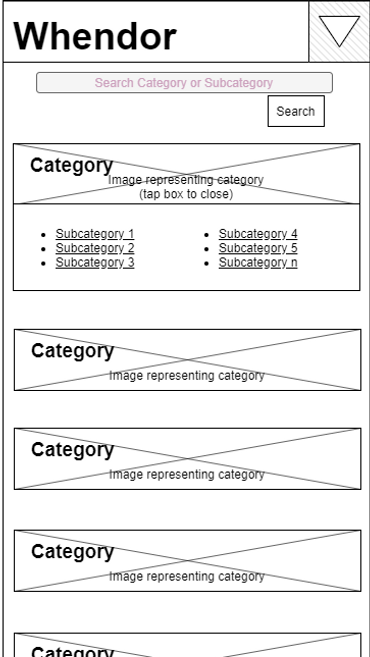 Whendor
Search Category or Subcategory
Search
Category
Image representing category
(tap box to close)
Subcategory 1
Subcategory 2
Subcategory 3
Subcategory 4
Subcategory 5
Subcategory n
Category
Image representing category
Category
Image representing category
Category
Image representing category
Category